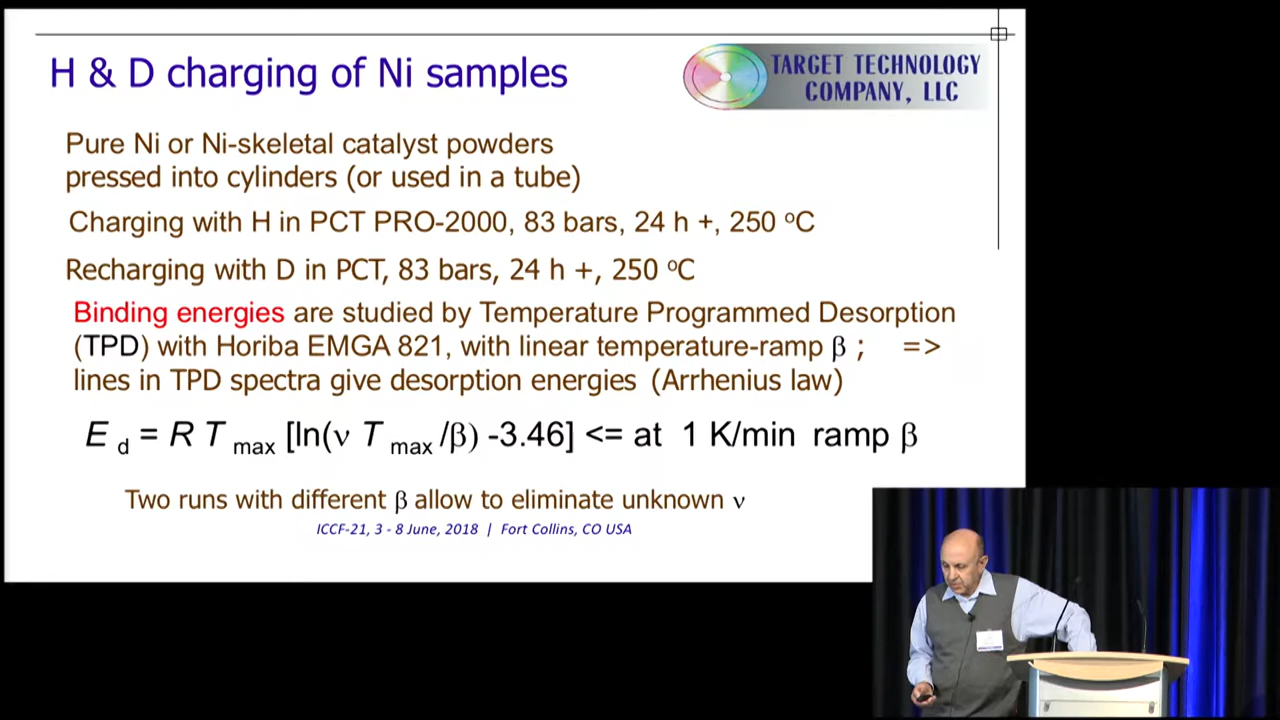 H & D charging of Ni samples
TARGET TECHNOLOGY
COMPANY, LLC
Pure Ni or Ni-skeletal catalyst powders
pressed into cylinders (or used in a tube)
Charging with H in PCT PRO-2000, 83 bars, 24 h +, 250 °C
Recharging with D in PCT, 83 bars, 24 h +, 250 °C
Binding energies are studied by Temperature Programmed Desorption
(TPD) with Horiba EMGA 821, with linear temperature-ramp β ; =>
lines in TPD spectra give desorption energies (Arrhenius law)
E d = R T max [ln(ν T max /β) -3.46] <= at 1 K/min ramp β
Two runs with different β allow to eliminate unknown ν
ICCF-21, 3 - 8 June, 2018 | Fort Collins, CO USA